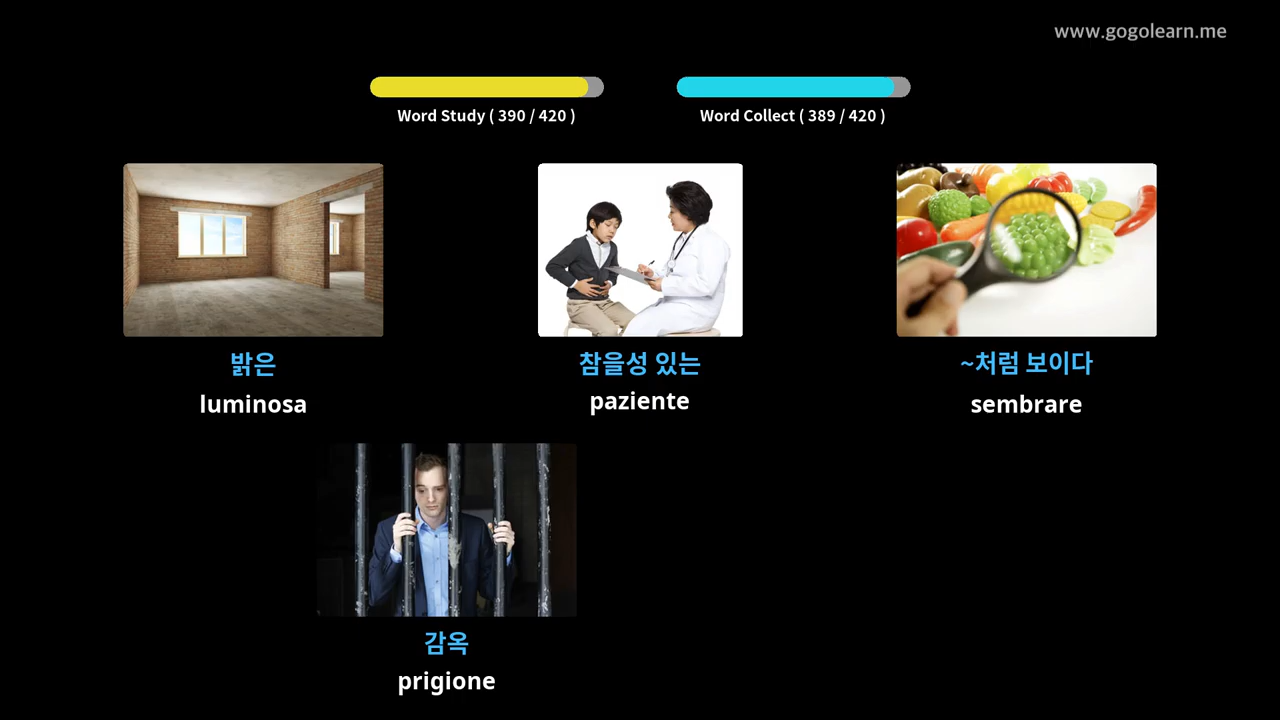 www.gogolearn.me
Word Study ( 390 / 420 )
Word Collect ( 389 / 420 )
밝은
참을성 있는
~처럼 보이다
luminosa
paziente
sembrare
감옥
prigione